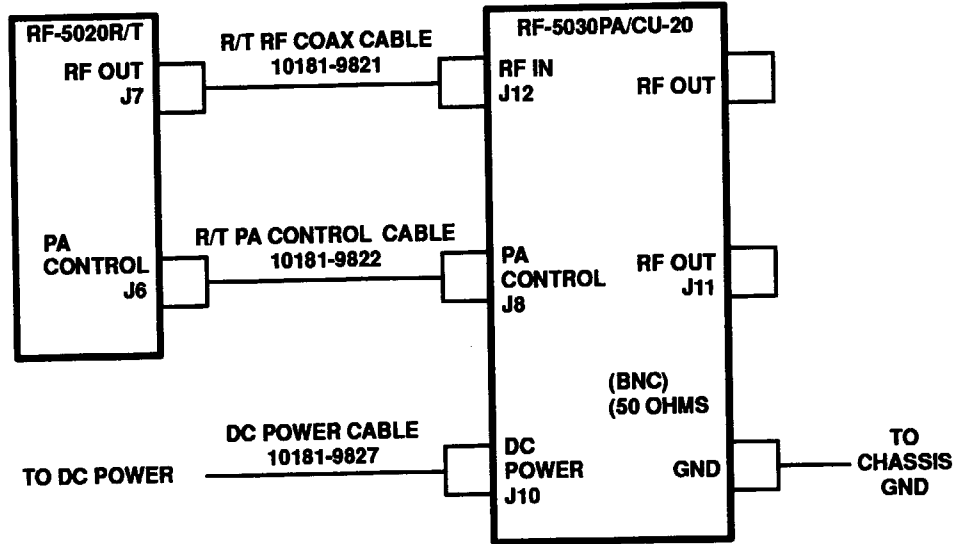 RF-5020R/T
RF OUT
J7
PA
CONTROL
J6
R/T RF COAX CABLE
10181-9821
R/T PA CONTROL CABLE
10181-9822
DC POWER CABLE
10181-9827
TO DC POWER
RF-5030PA/CU-20
RF IN
J12
RF OUT
PA
CONTROL
J8
RF OUT
J11
(BNC)
(50 OHMS
DC
POWER
J10
GND
TO
CHASSIS
GND